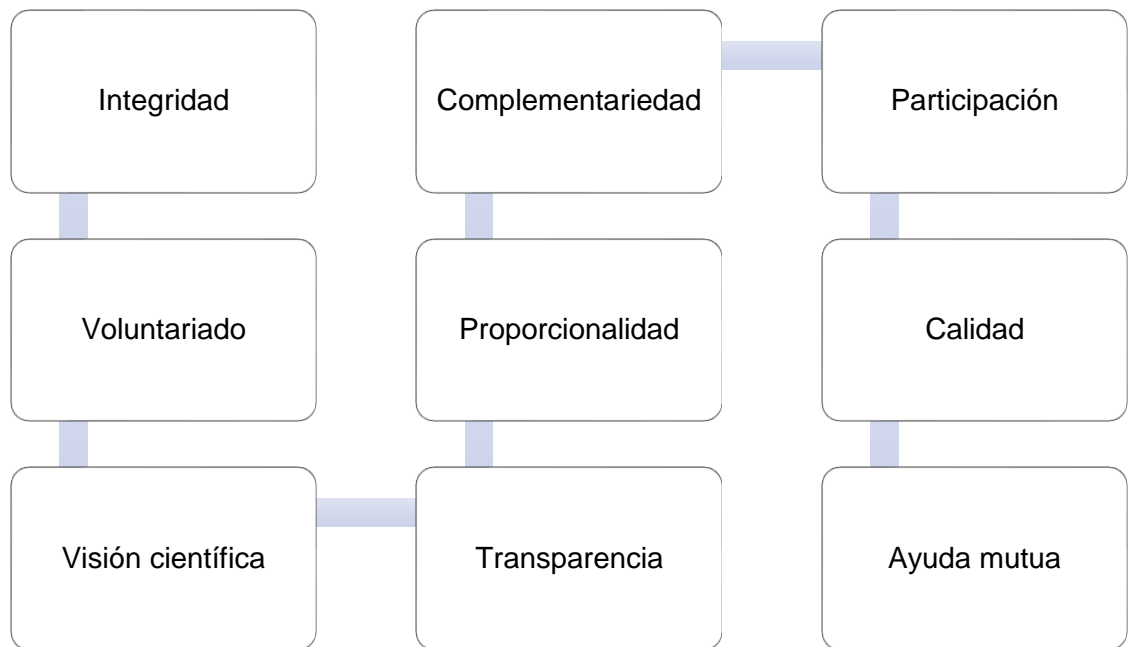 Integridad
Voluntariado
Visión científica
Transparencia
Proporcionalidad
Complementariedad
Participación
Calidad
Ayuda mutua